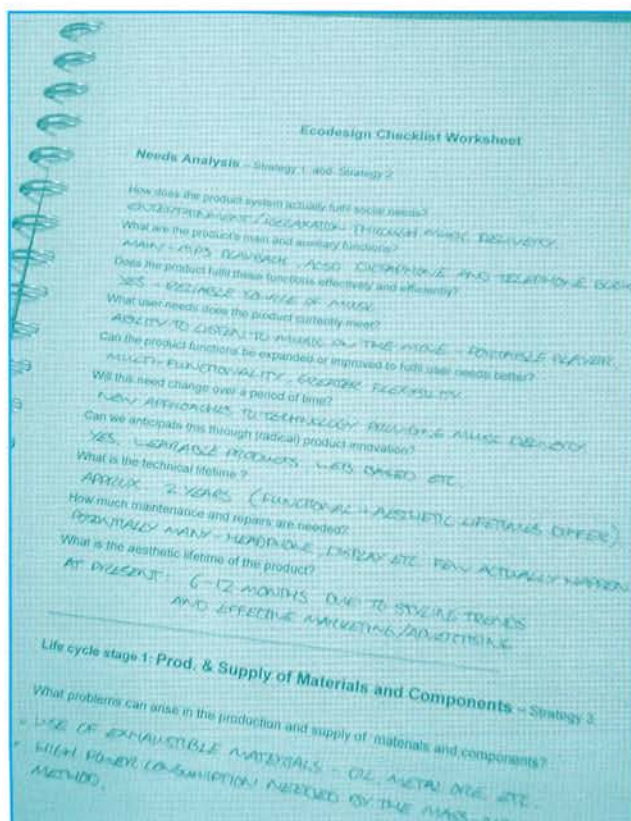 Ecodesign Checklist Worksheet
Needs Analysis – Strategy 1 and Strategy 2
How does the product system actually fulfil social needs?
ENTERTAINMENT/RELAXATION THROUGH MUSIC DELIVERY
What are the product's main and auxiliary functions?
MAIN – MP3 PLAYBACK, ALSO DICTAPHONE AND TELEPHONE BOOK
Does the product fulfil these functions effectively and efficiently?
YES – RELIABLE SOURCE OF MUSIC
What user needs does the product currently meet?
ABILITY TO LISTEN TO MUSIC ON THE MOVE – PORTABLE PLAYER.
Can the product functions be expanded or improved to fulfil user needs better?
MULTI-FUNCTIONALITY, GREATER FLEXIBILITY
Will this need change over a period of time?
NEW APPROACHES TO TECHNOLOGY PROVIDING MUSIC DELIVERY
Can we anticipate this through (radical) product innovation?
YES, WEARABLE PRODUCTS, WEB BASED ETC.
What is the technical lifetime?
APPROX. 2 YEARS (FUNCTIONAL + AESTHETIC LIFETIMES DIFFER).
How much maintenance and repairs are needed?
POTENTIALLY MANY – HEADPHONE, DISPLAY ETC. FEW ACTUALLY HAPPEN
What is the aesthetic lifetime of the product?
AT PRESENT: 6–12 MONTHS DUE TO STYLING TRENDS
AND EFFECTIVE MARKETING/ADVERTISING
Life cycle stage 1: Prod. & Supply of Materials and Components – Strategy 3
What problems can arise in the production and supply of materials and components?
• USE OF EXHAUSTIBLE MATERIALS – OIL, METAL ORE ETC.
• HIGH POWER CONSUMPTION NEEDED BY THE
METHOD.